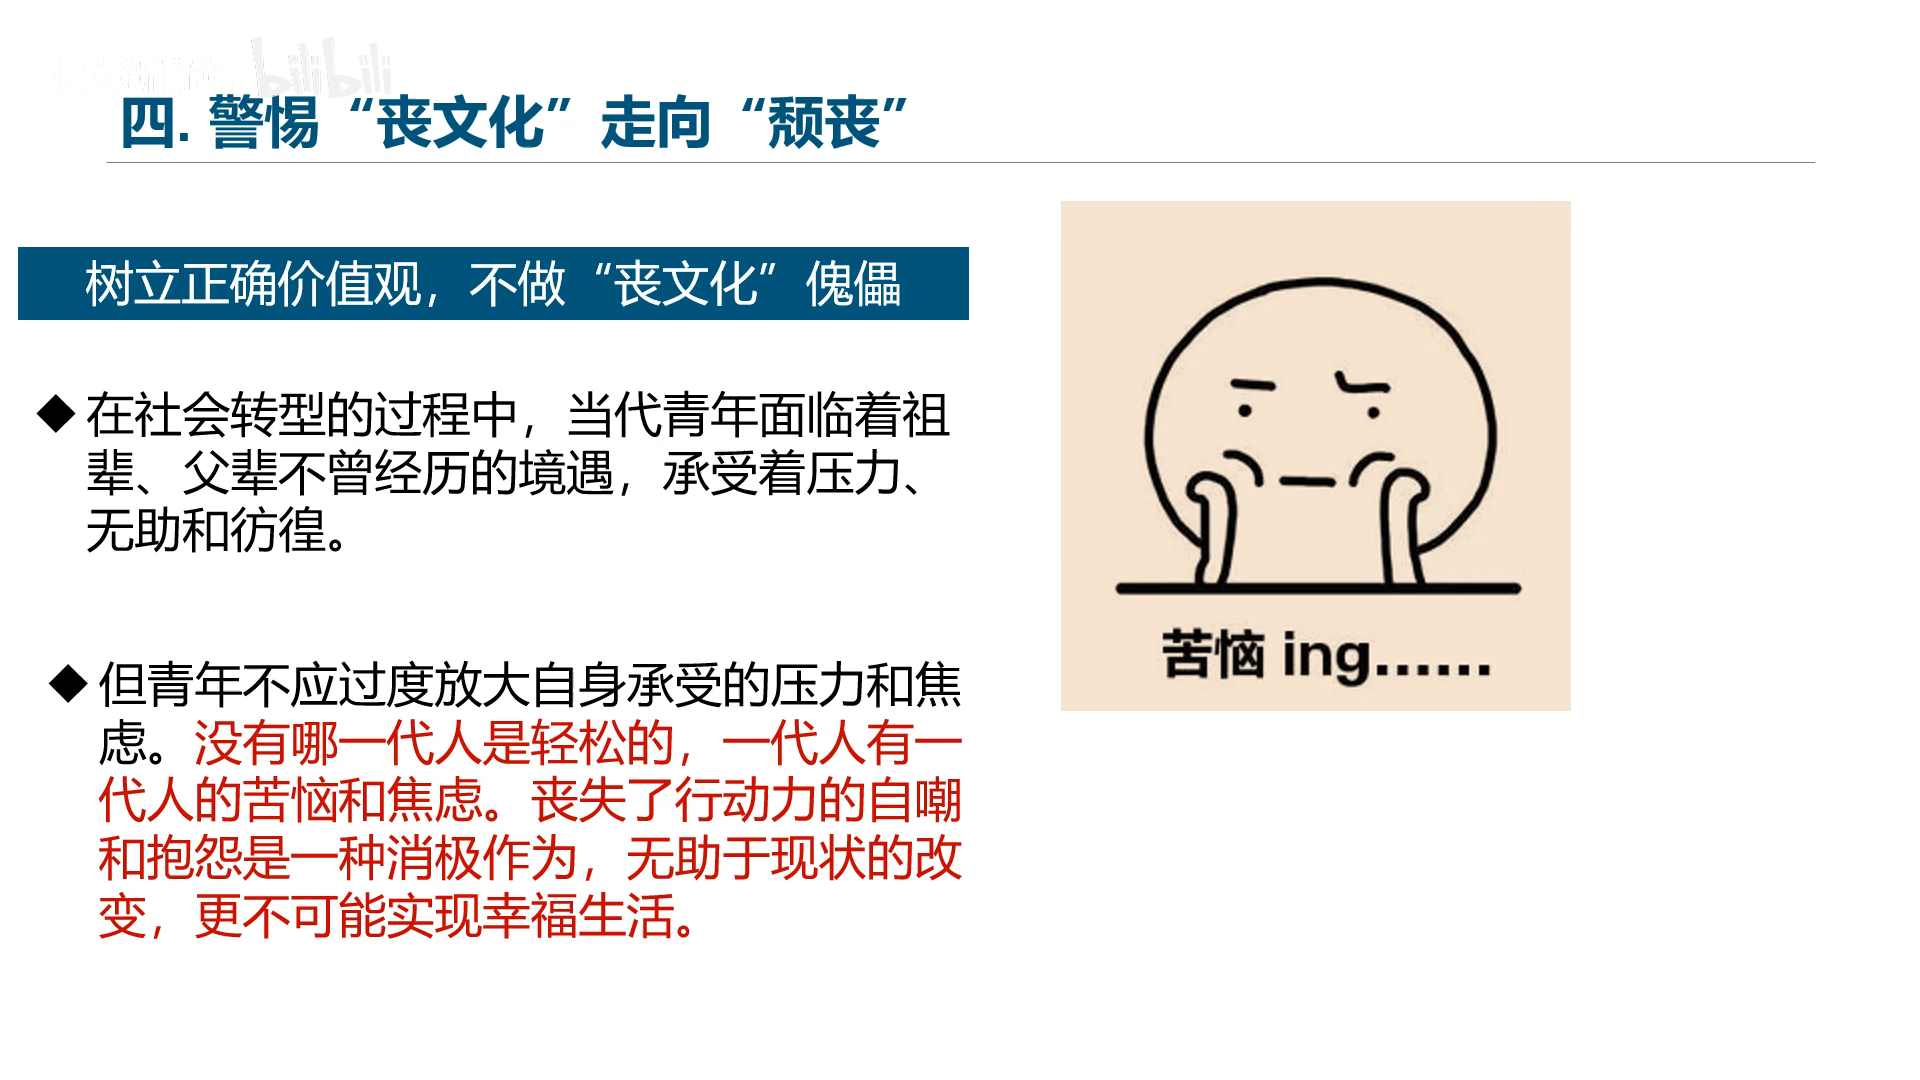 bilibili
四. 警惕“丧文化”走向“颓丧”
树立正确价值观，不做“丧文化”傀儡
◆在社会转型的过程中，当代青年面临着祖
辈、父辈不曾经历的境遇，承受着压力、
无助和彷徨。
◆但青年不应过度放大自身承受的压力和焦
虑。没有哪一代人是轻松的，一代人有一
代人的苦恼和焦虑。丧失了行动力的自嘲
和抱怨是一种消极作为，无助于现状的改
变，更不可能实现幸福生活。
苦恼 ing......